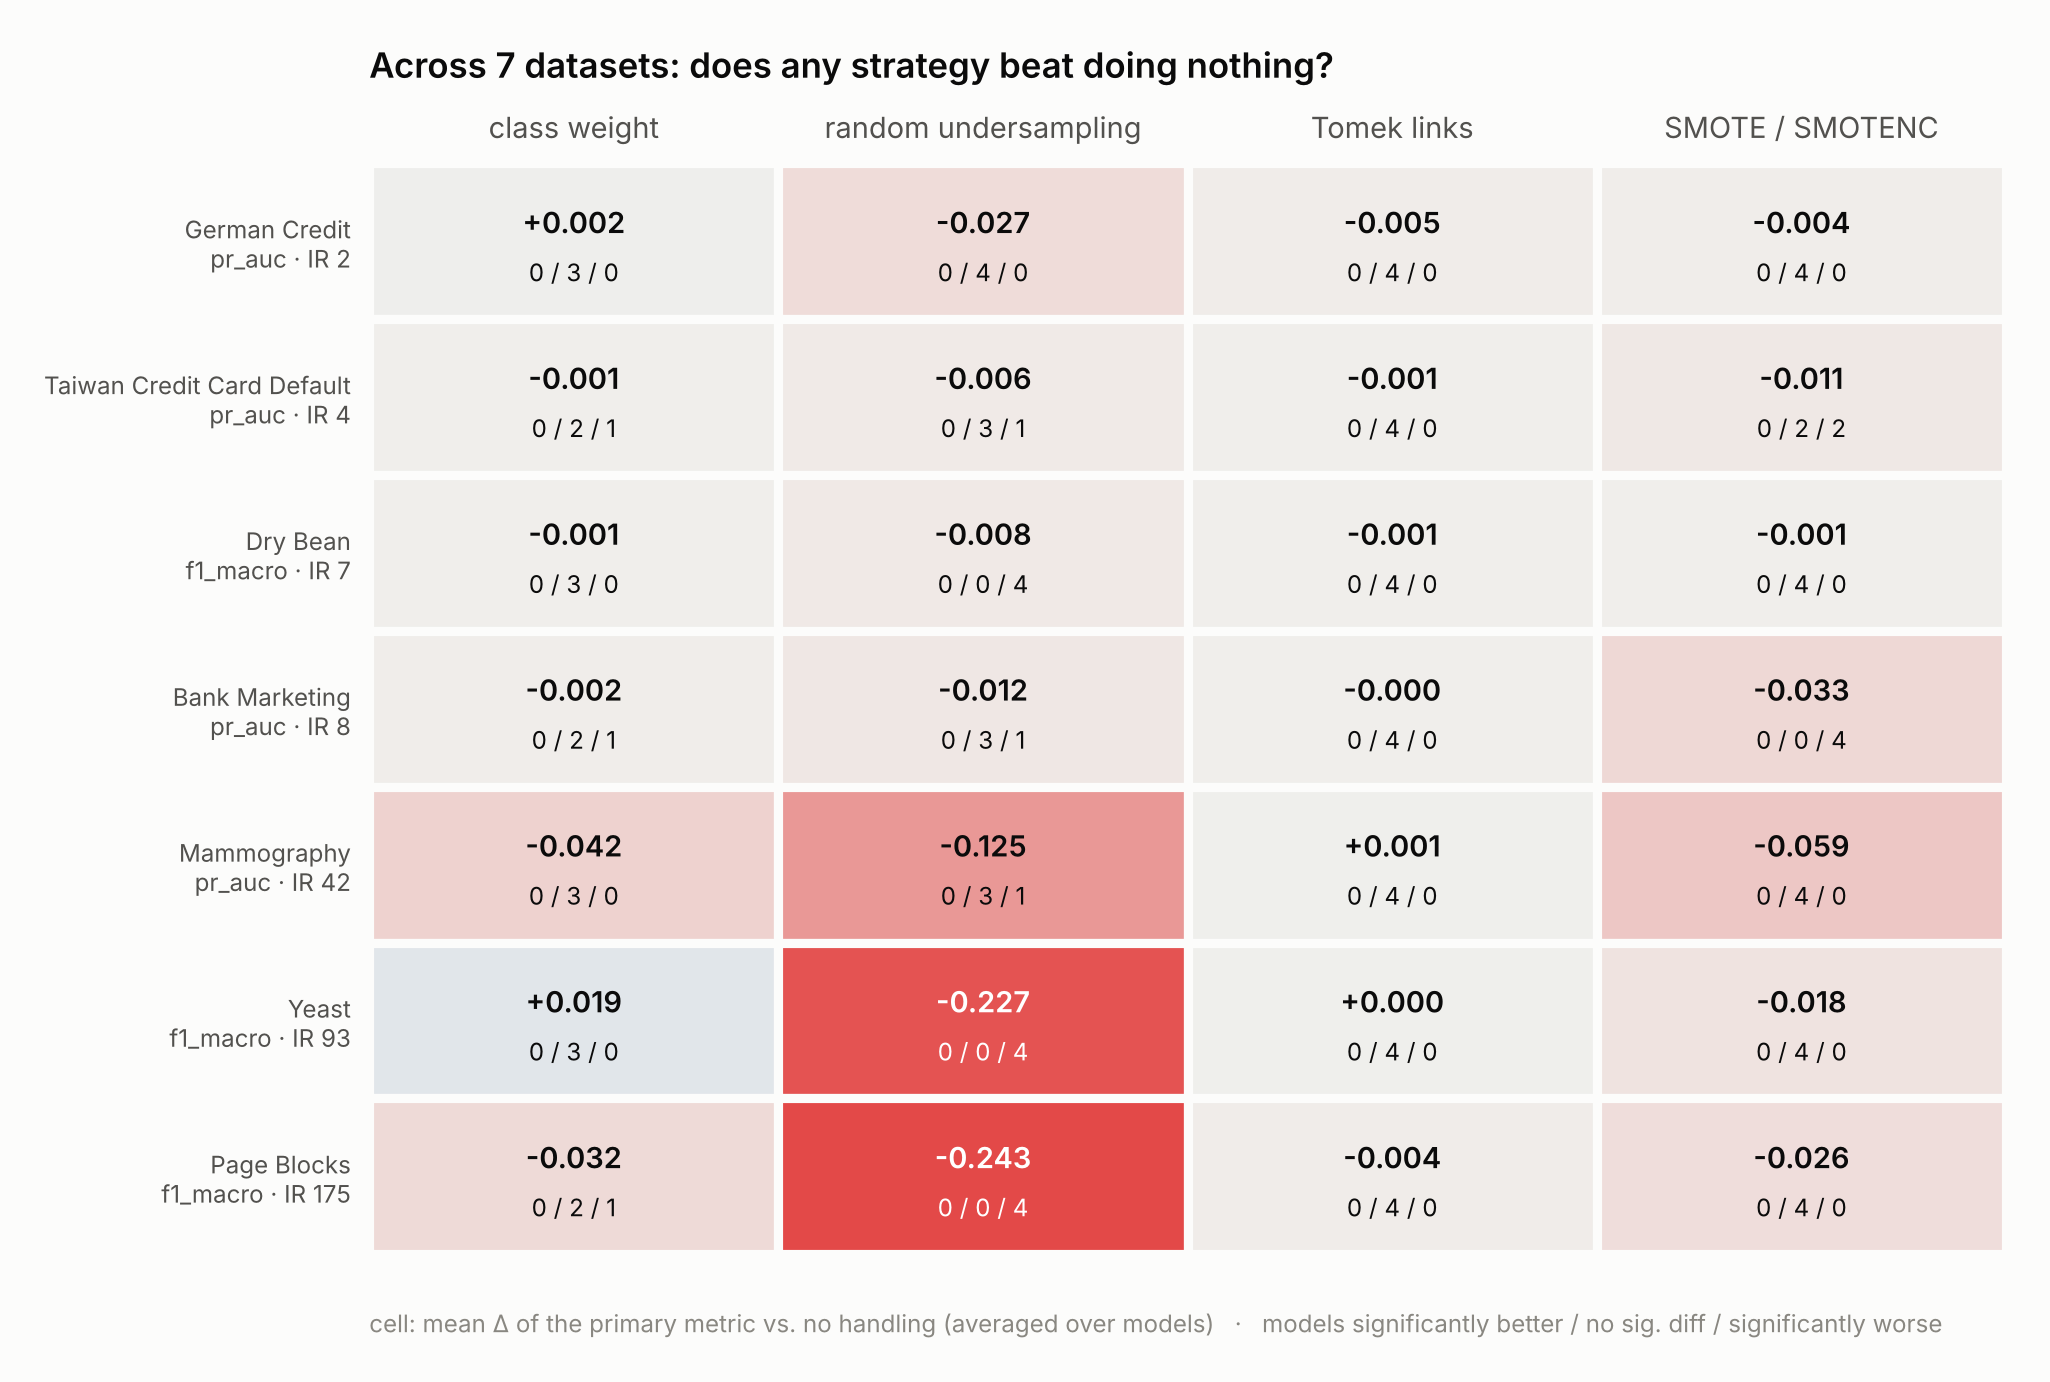 Across 7 datasets: does any strategy beat doing nothing?
class weight random undersampling Tomek links SMOTE / SMOTENC
German Credit
pr_auc · IR 2
+0.002 -0.027 -0.005 -0.004
0 / 3 / 0 0 / 4 / 0 0 / 4 / 0 0 / 4 / 0
Taiwan Credit Card Default
pr_auc · IR 4
-0.001 -0.006 -0.001 -0.011
0 / 2 / 1 0 / 3 / 1 0 / 4 / 0 0 / 2 / 2
Dry Bean
f1_macro · IR 7
-0.001 -0.008 -0.001 -0.001
0 / 3 / 0 0 / 0 / 4 0 / 4 / 0 0 / 4 / 0
Bank Marketing
pr_auc · IR 8
-0.002 -0.012 -0.000 -0.033
0 / 2 / 1 0 / 3 / 1 0 / 4 / 0 0 / 0 / 4
Mammography
pr_auc · IR 42
-0.042 -0.125 +0.001 -0.059
0 / 3 / 0 0 / 3 / 1 0 / 4 / 0 0 / 4 / 0
Yeast
f1_macro · IR 93
+0.019 -0.227 +0.000 -0.018
0 / 3 / 0 0 / 0 / 4 0 / 4 / 0 0 / 4 / 0
Page Blocks
f1_macro · IR 175
-0.032 -0.243 -0.004 -0.026
0 / 2 / 1 0 / 0 / 4 0 / 4 / 0 0 / 4 / 0
cell: mean Δ of the primary metric vs. no handling (averaged over models) · models significantly better / no sig. diff / significantly worse